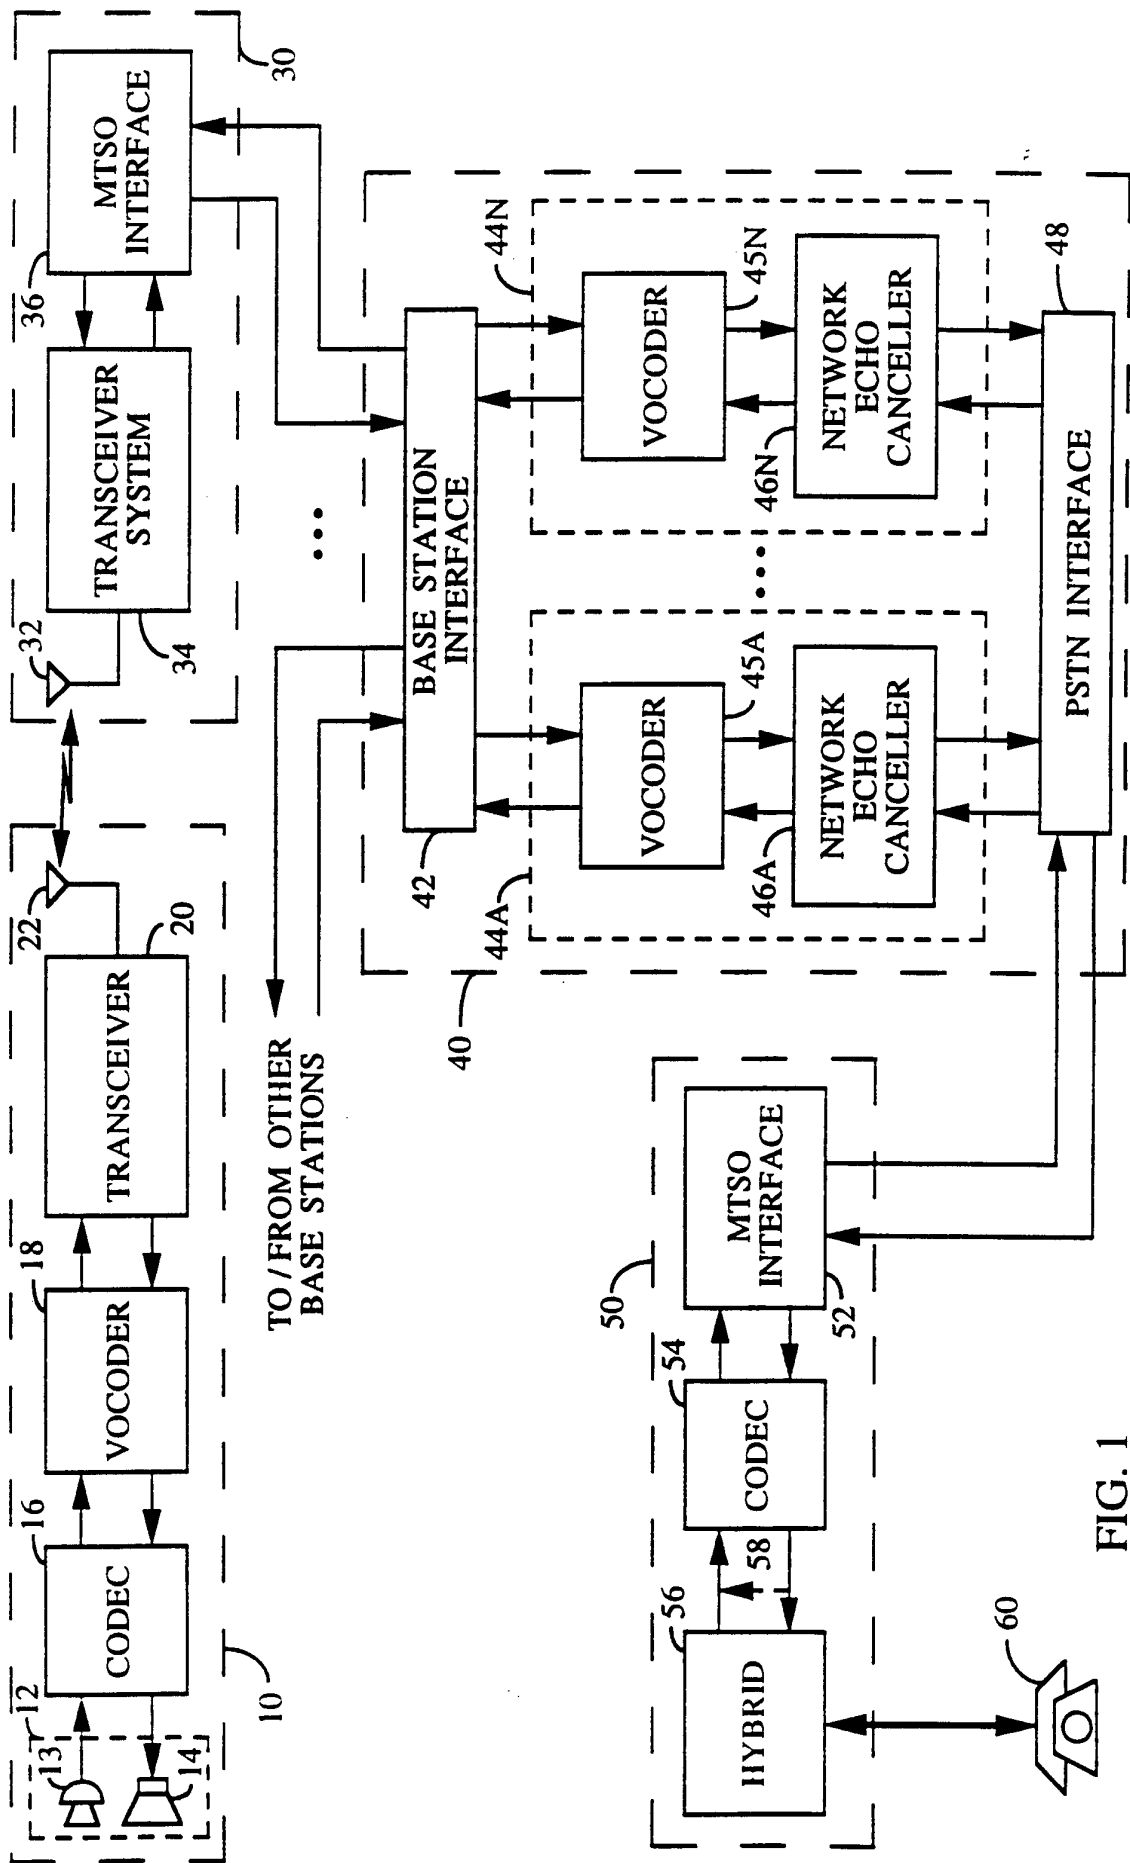 12
13
14
CODEC
16
VOCODER
18
TRANSCEIVER
20
22
10
32
TRANSCEIVER
SYSTEM
34
36
MTSO
INTERFACE
30
TO / FROM OTHER
BASE STATIONS
40
42
BASE STATION
INTERFACE
44A
VOCODER
45A
46A
NETWORK
ECHO
CANCELLER
44N
VOCODER
45N
46N
NETWORK
ECHO
CANCELLER
PSTN INTERFACE
48
50
MTSO
INTERFACE
52
54
CODEC
58
56
HYBRID
60
FIG. 1